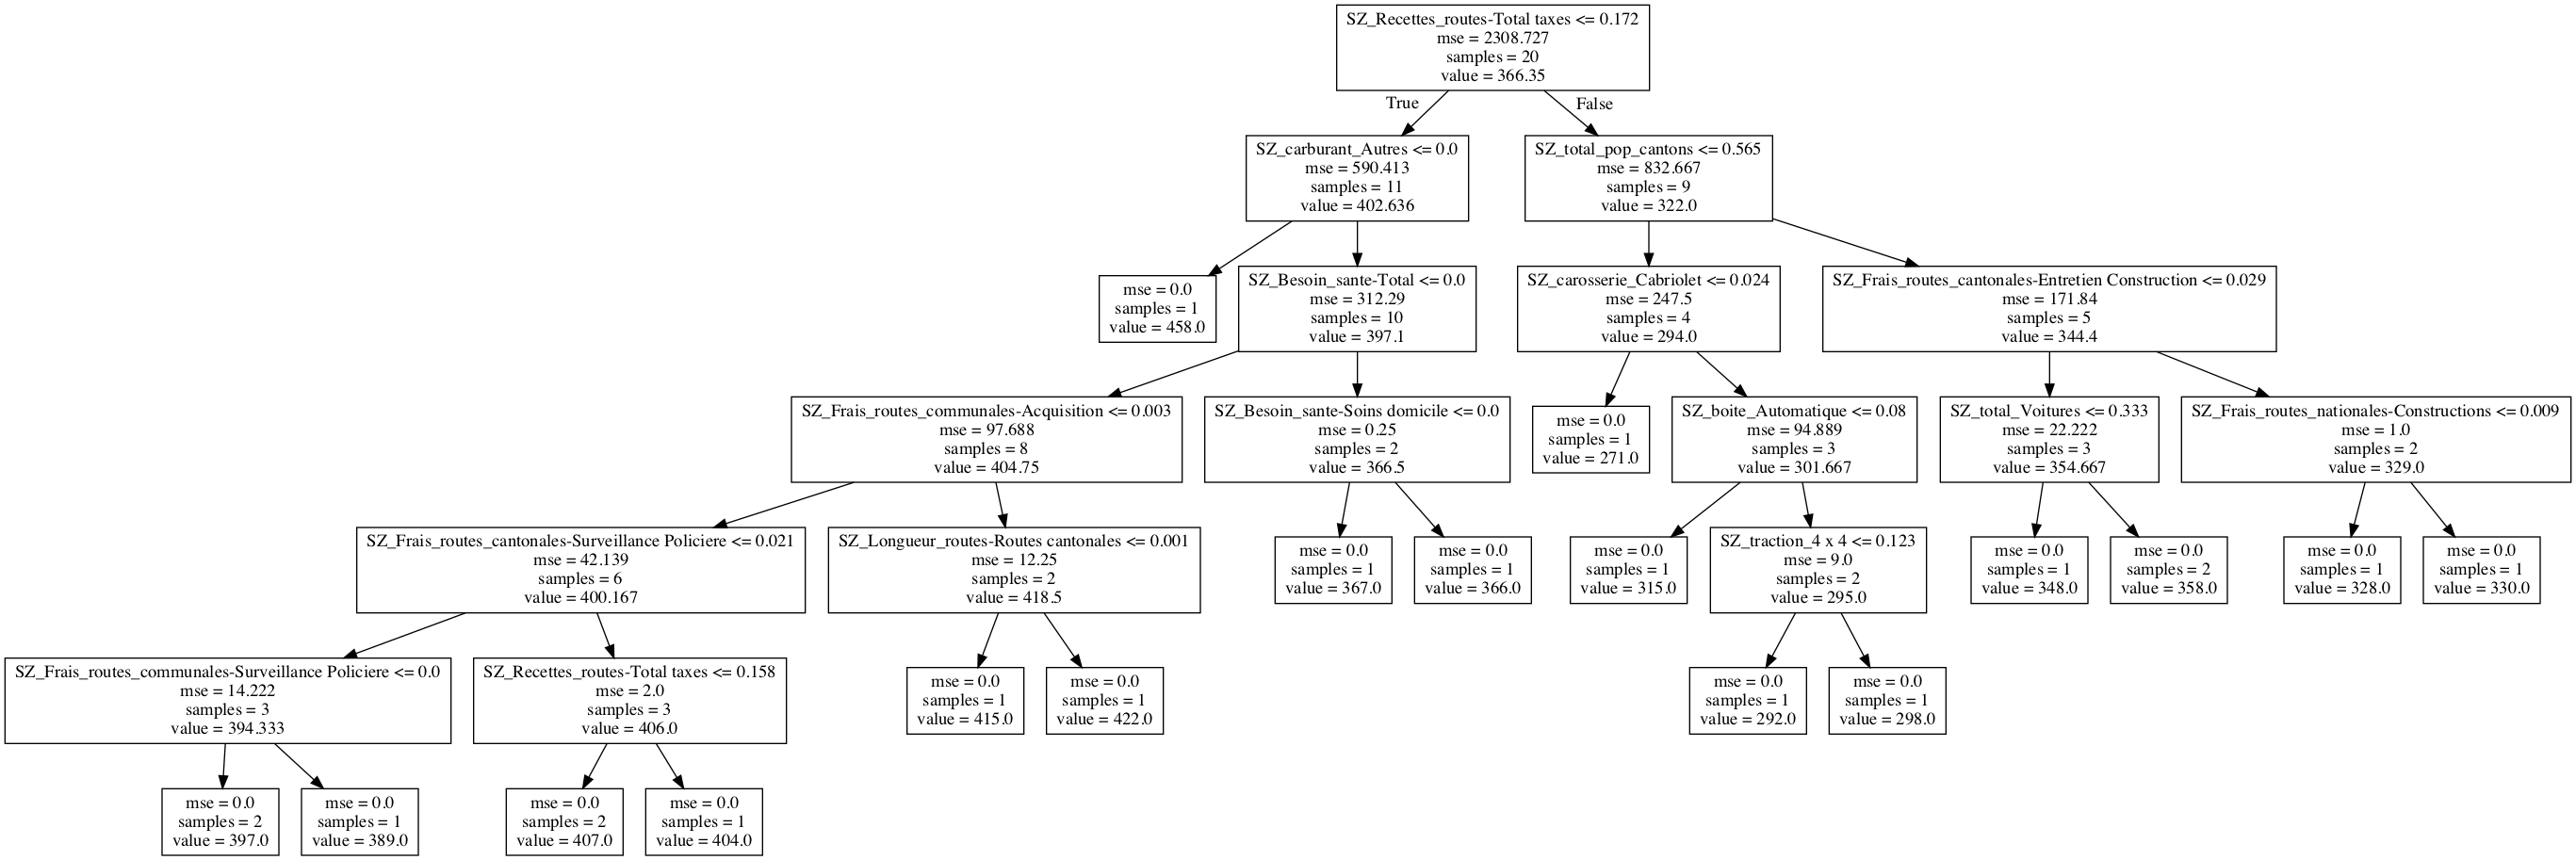 SZ_Recettes_routes-Total taxes <= 0.172
mse = 2308.727
samples = 20
value = 366.35
True
False
SZ_carburant_Autres <= 0.0
mse = 590.413
samples = 11
value = 402.636
SZ_total_pop_cantons <= 0.565
mse = 832.667
samples = 9
value = 322.0
mse = 0.0
samples = 1
value = 458.0
SZ_Besoin_sante-Total <= 0.0
mse = 312.29
samples = 10
value = 397.1
SZ_carosserie_Cabriolet <= 0.024
mse = 247.5
samples = 4
value = 294.0
SZ_Frais_routes_cantonales-Entretien Construction <= 0.029
mse = 171.84
samples = 5
value = 344.4
SZ_Frais_routes_communales-Acquisition <= 0.003
mse = 97.688
samples = 8
value = 404.75
SZ_Besoin_sante-Soins domicile <= 0.0
mse = 0.25
samples = 2
value = 366.5
mse = 0.0
samples = 1
value = 271.0
SZ_boite_Automatique <= 0.08
mse = 94.889
samples = 3
value = 301.667
SZ_total_Voitures <= 0.333
mse = 22.222
samples = 3
value = 354.667
SZ_Frais_routes_nationales-Constructions <= 0.009
mse = 1.0
samples = 2
value = 329.0
SZ_Frais_routes_cantonales-Surveillance Policiere <= 0.021
mse = 42.139
samples = 6
value = 400.167
SZ_Longueur_routes-Routes cantonales <= 0.001
mse = 12.25
samples = 2
value = 418.5
mse = 0.0
samples = 1
value = 367.0
mse = 0.0
samples = 1
value = 366.0
mse = 0.0
samples = 1
value = 315.0
SZ_traction_4 x 4 <= 0.123
mse = 9.0
samples = 2
value = 295.0
mse = 0.0
samples = 1
value = 348.0
mse = 0.0
samples = 2
value = 358.0
mse = 0.0
samples = 1
value = 328.0
mse = 0.0
samples = 1
value = 330.0
SZ_Frais_routes_communales-Surveillance Policiere <= 0.0
mse = 14.222
samples = 3
value = 394.333
SZ_Recettes_routes-Total taxes <= 0.158
mse = 2.0
samples = 3
value = 406.0
mse = 0.0
samples = 1
value = 415.0
mse = 0.0
samples = 1
value = 422.0
mse = 0.0
samples = 1
value = 292.0
mse = 0.0
samples = 1
value = 298.0
mse = 0.0
samples = 2
value = 397.0
mse = 0.0
samples = 1
value = 389.0
mse = 0.0
samples = 2
value = 407.0
mse = 0.0
samples = 1
value = 404.0